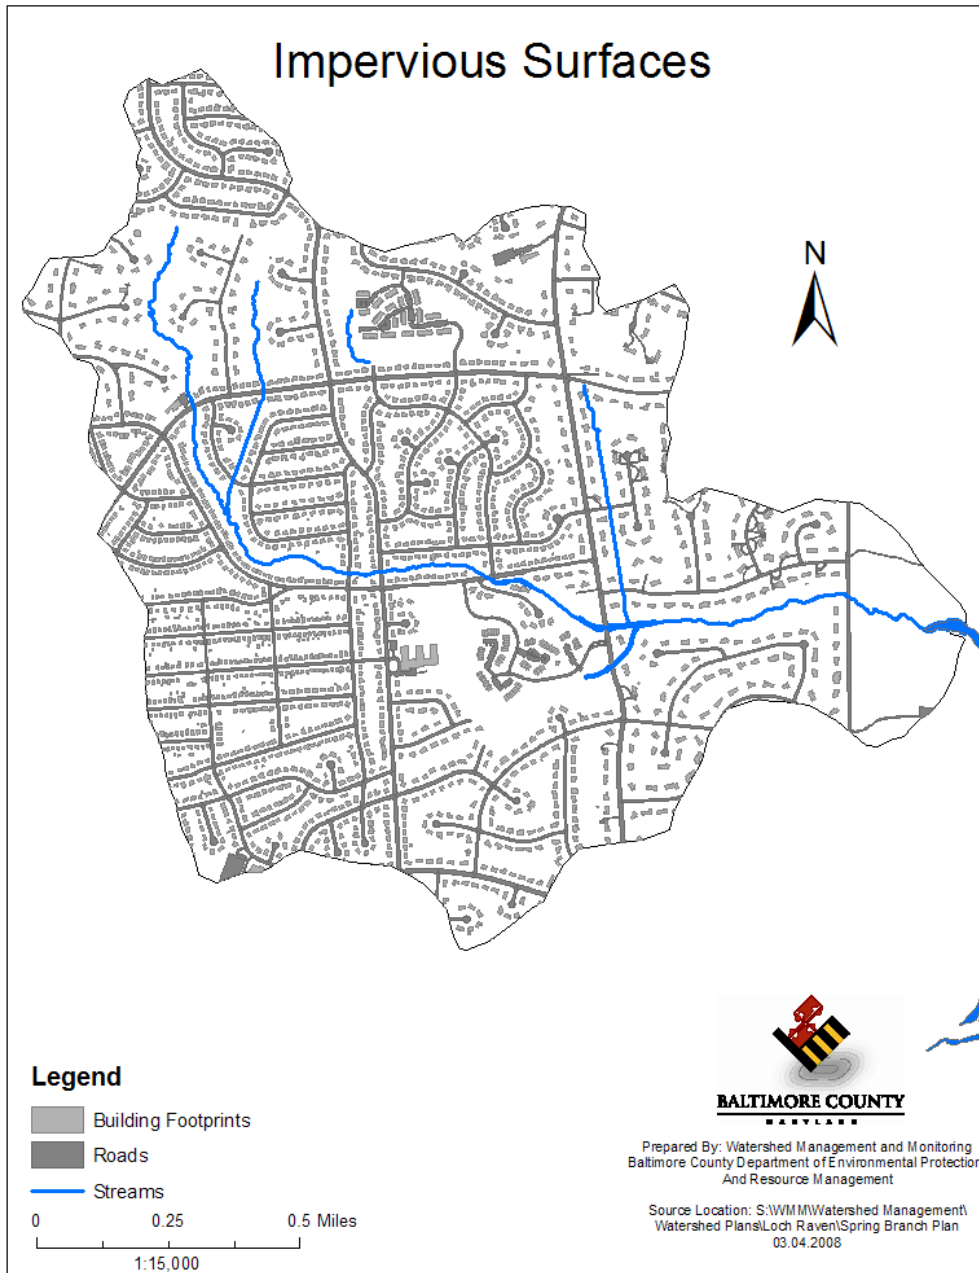 Impervious Surfaces
N
Legend
Building Footprints
Roads
Streams
0 0.25 0.5 Miles
1:15,000
BALTIMORE COUNTY
MARYLAND
Prepared By: Watershed Management and Monitoring
Baltimore County Department of Environmental Protection
And Resource Management
Source Location: S:\WMM\Watershed Management\
Watershed Plans\Loch Raven\Spring Branch Plan
03.04.2008